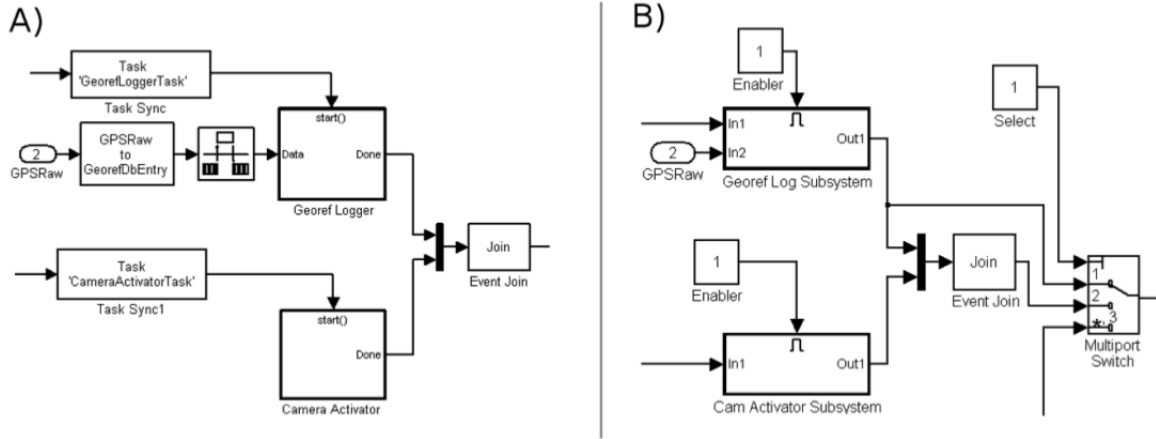 A)
Task
'GeorefLoggerTask'
Task Sync
start()
GPSRaw
to
GeorefDbEntry
2
GPSRaw
Data
Done
Georef Logger
Task
'CameraActivatorTask'
Task Sync1
Join
Event Join
start()
Done
Camera Activator
B)
1
Enabler
1
Select
In1
In2
Out1
2
GPSRaw
Georef Log Subsystem
1
Enabler
Join
Event Join
1
2
*, 3
Multiport
Switch
In1
Out1
Cam Activator Subsystem